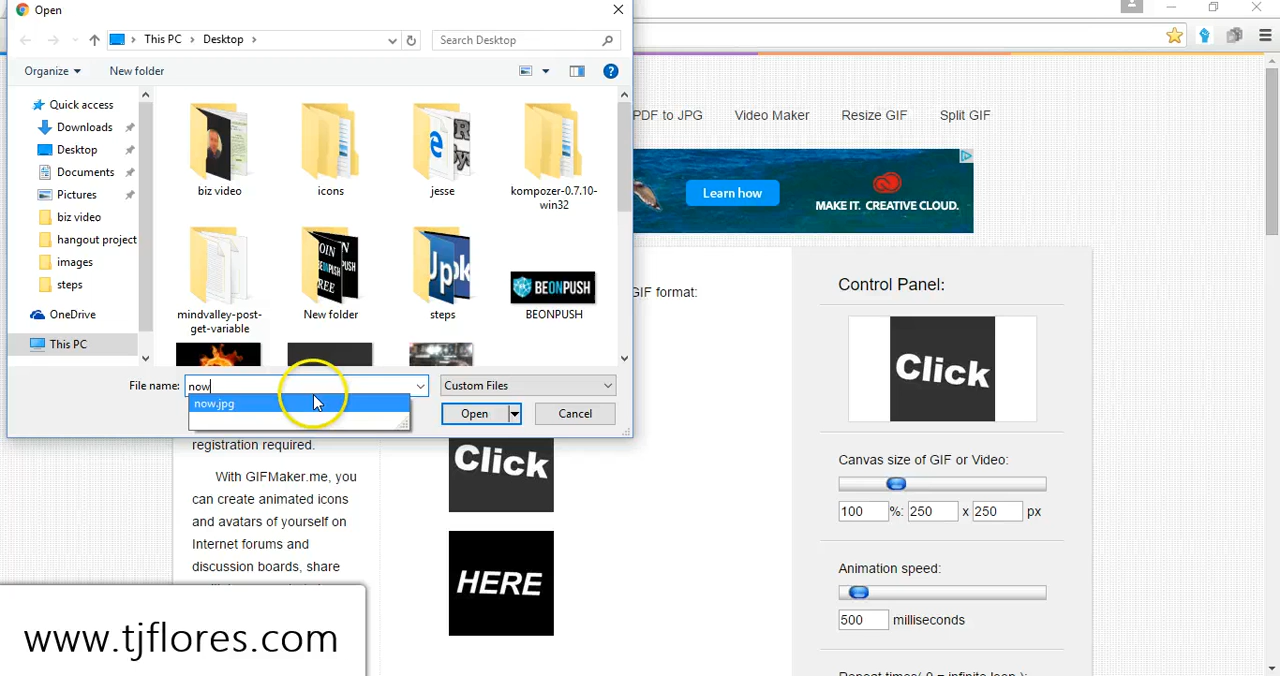 Open
This PC
Desktop
Search Desktop
Organize
New folder
?
Quick access
Downloads
Desktop
Documents
Pictures
biz video
hangout project
images
steps
OneDrive
This PC
biz video
icons
jesse
kompozer-0.7.10-
win32
mindvalley-post-
get-variable
New folder
steps
BEONPUSH
BEONPUSH
File name:
now
Custom Files
now.jpg
Open
Cancel
PDF to JPG
Video Maker
Resize GIF
Split GIF
Learn how
MAKE IT. CREATIVE CLOUD.
GIF format:
Control Panel:
Click
Canvas size of GIF or Video:
100
%:
250
x
250
px
Animation speed:
500
milliseconds
registration required.
With GIFMaker.me, you
can create animated icons
and avatars of yourself on
Internet forums and
discussion boards, share
Click
HERE
www.tjflores.com